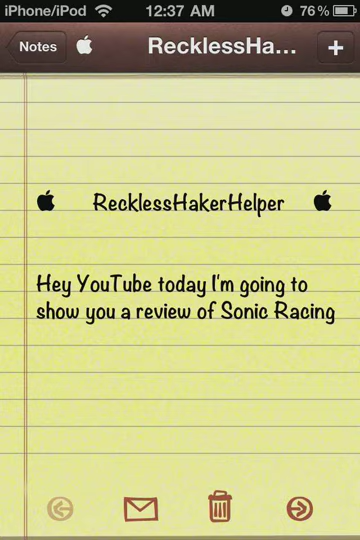 iPhone/iPod 12:37 AM 76%
Notes RecklessHa...
RecklessHakerHelper
Hey YouTube today I'm going to
show you a review of Sonic Racing